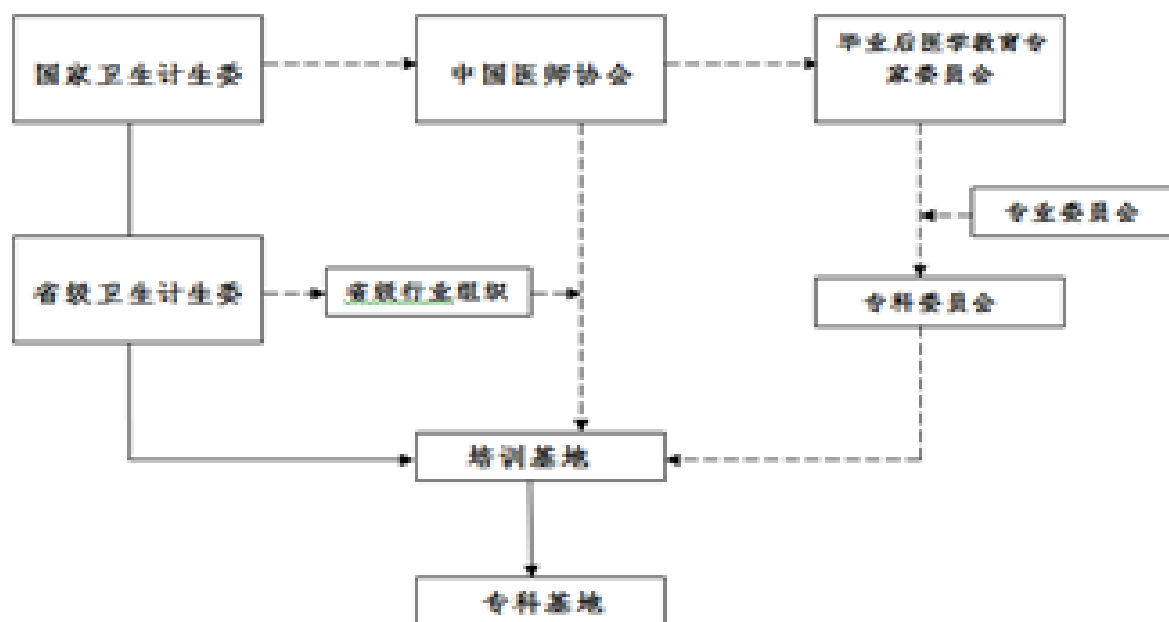 国家卫生计生委
中国医师协会
毕业后医学教育专
家委员会
专业委员会
省级卫生计生委
省级行业组织
专科委员会
培训基地
专科基地